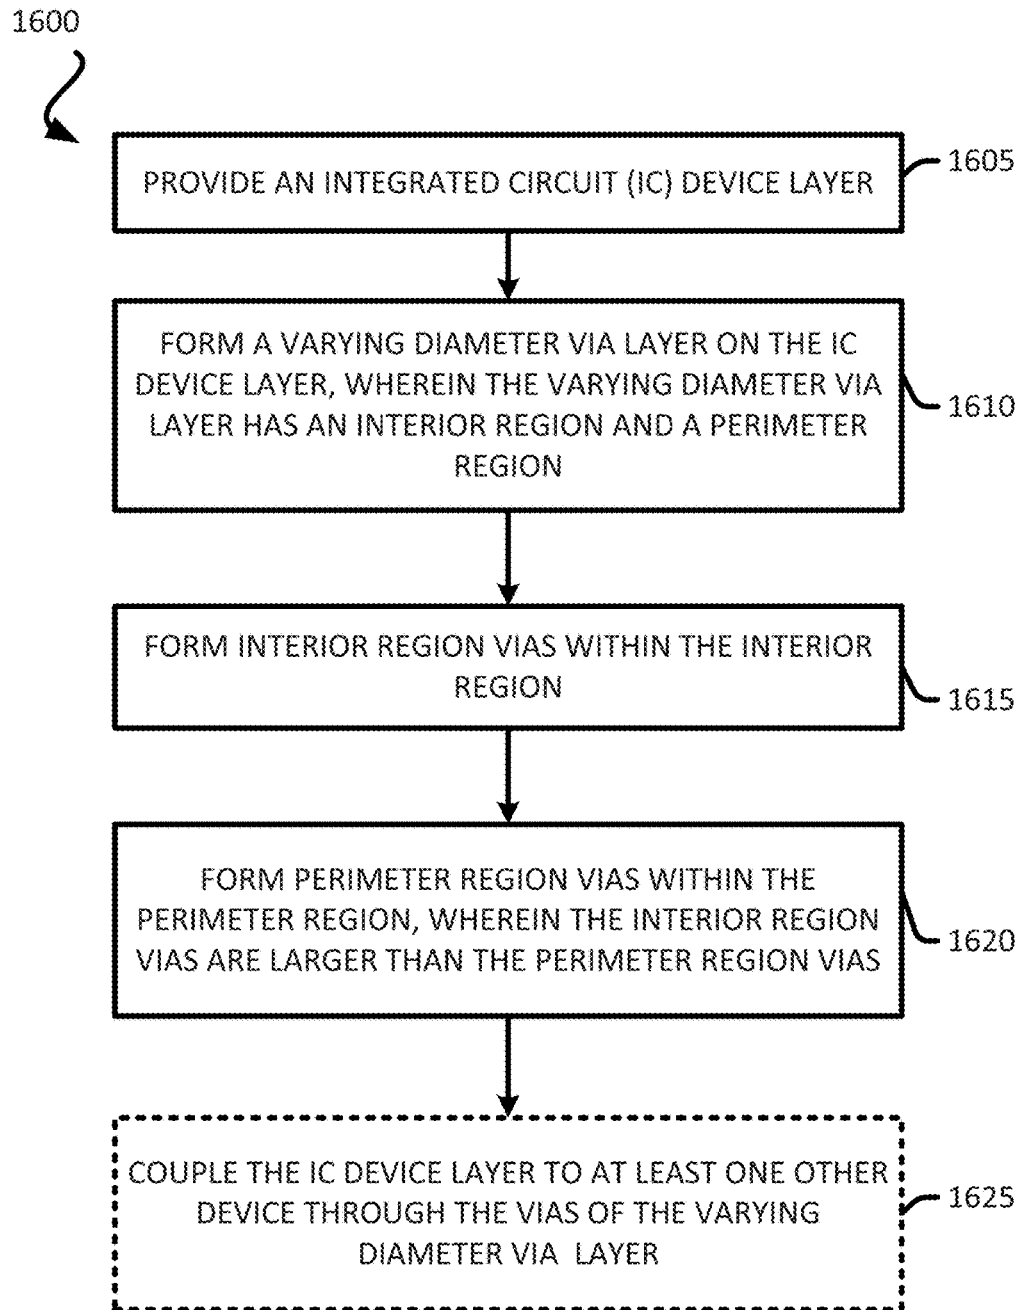 1600
PROVIDE AN INTEGRATED CIRCUIT (IC) DEVICE LAYER
1605
FORM A VARYING DIAMETER VIA LAYER ON THE IC
DEVICE LAYER, WHEREIN THE VARYING DIAMETER VIA
LAYER HAS AN INTERIOR REGION AND A PERIMETER
REGION
1610
FORM INTERIOR REGION VIAS WITHIN THE INTERIOR
REGION
1615
FORM PERIMETER REGION VIAS WITHIN THE
PERIMETER REGION, WHEREIN THE INTERIOR REGION
VIAS ARE LARGER THAN THE PERIMETER REGION VIAS
1620
COUPLE THE IC DEVICE LAYER TO AT LEAST ONE OTHER
DEVICE THROUGH THE VIAS OF THE VARYING
DIAMETER VIA LAYER
1625